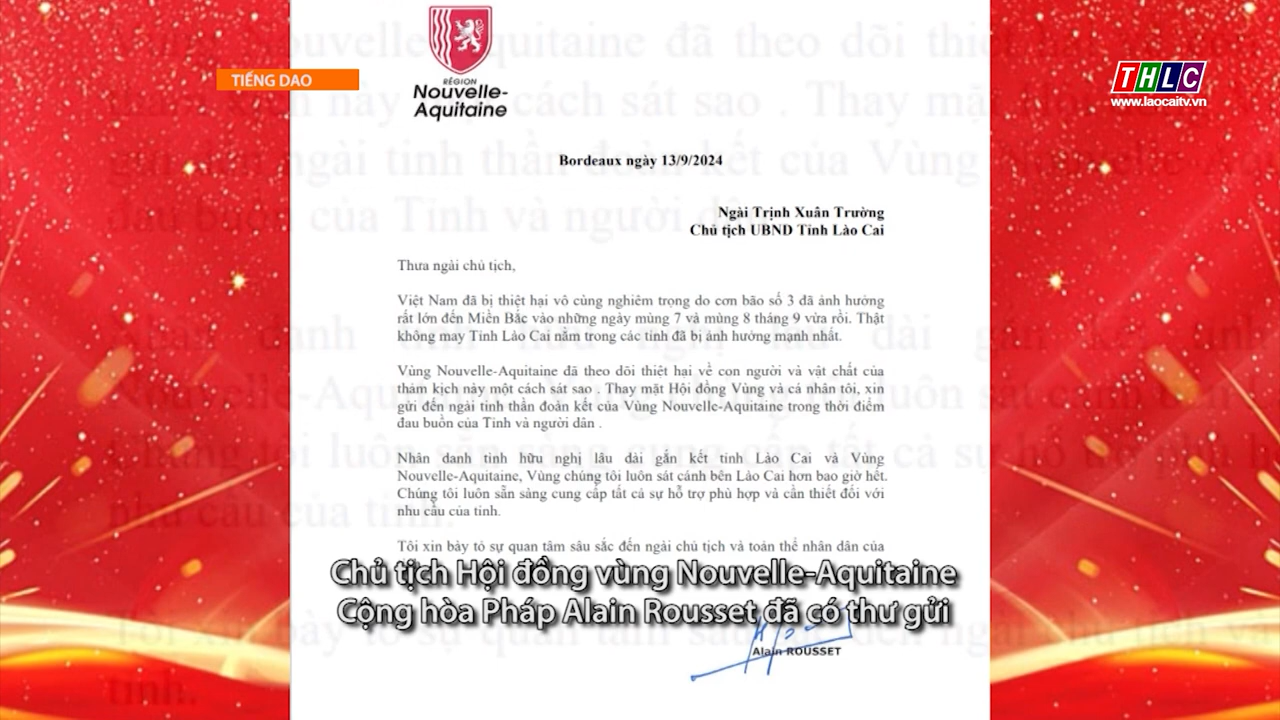 TIẾNG DAO
THLC
www.laocaitv.vn
RÉGION
Nouvelle-
Aquitaine
Bordeaux ngày 13/9/2024
Ngài Trịnh Xuân Trường
Chủ tịch UBND Tỉnh Lào Cai
Thưa ngài chủ tịch,
Việt Nam đã bị thiệt hại vô cùng nghiêm trọng do cơn bão số 3 đã ảnh hưởng
rất lớn đến Miền Bắc vào những ngày mùng 7 và mùng 8 tháng 9 vừa rồi. Thật
không may Tỉnh Lào Cai nằm trong các tỉnh đã bị ảnh hưởng mạnh nhất.
Vùng Nouvelle-Aquitaine đã theo dõi thiệt hại về con người và vật chất của
thảm kịch này một cách sát sao . Thay mặt Hội đồng Vùng và cá nhân tôi, xin
gửi đến ngài tinh thần đoàn kết của Vùng Nouvelle-Aquitaine trong thời điểm
đau buồn của Tỉnh và người dân .
Nhân danh tình hữu nghị lâu dài gắn kết tỉnh Lào Cai và Vùng
Nouvelle-Aquitaine, Vùng chúng tôi luôn sát cánh bên Lào Cai hơn bao giờ hết.
Chúng tôi luôn sẵn sàng cung cấp tất cả sự hỗ trợ phù hợp và cần thiết đối với
nhu cầu của tỉnh.
Tôi xin bày tỏ sự quan tâm sâu sắc đến ngài chủ tịch và toàn thể nhân dân của
Chủ tịch Hội đồng vùng Nouvelle-Aquitaine
Cộng hòa Pháp Alain Rousset đã có thư gửi
Alain ROUSSET